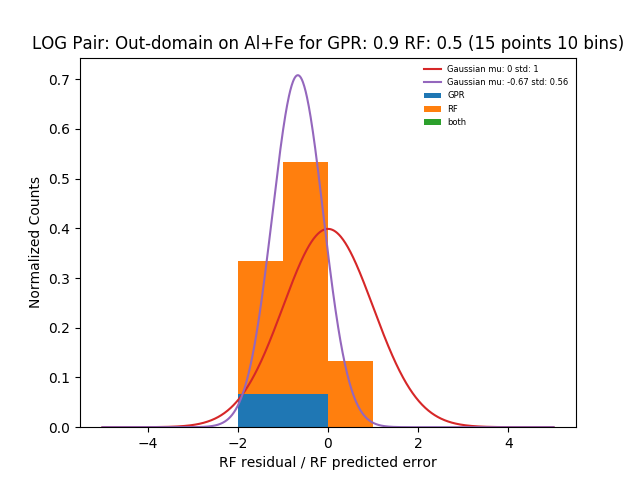 LOG Pair: Out-domain on Al+Fe for GPR: 0.9 RF: 0.5 (15 points 10 bins)
Gaussian mu: 0 std: 1
Gaussian mu: -0.67 std: 0.56
GPR
RF
both
Normalized Counts
0.7
0.6
0.5
0.4
0.3
0.2
0.1
0.0
−4 −2 0 2 4
RF residual / RF predicted error